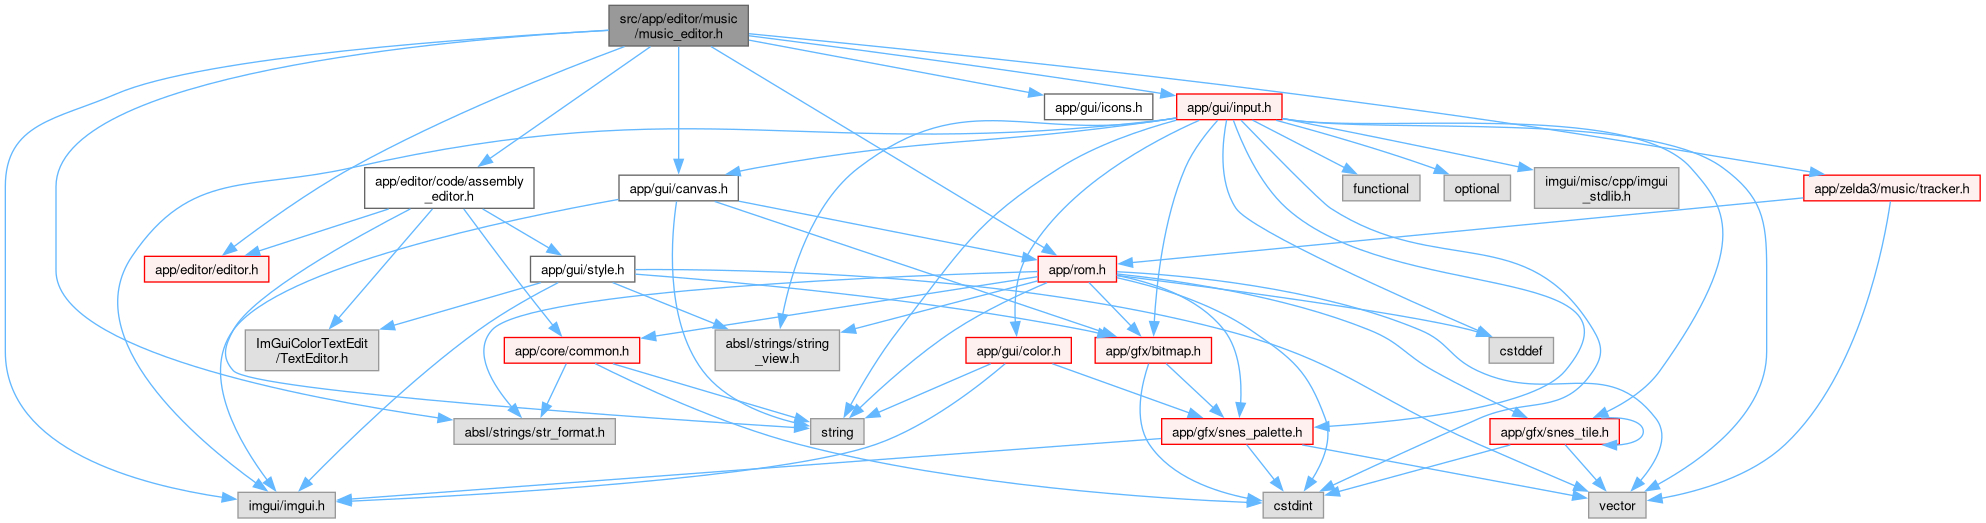 src/app/editor/music
/music_editor.h
app/gui/icons.h
app/gui/input.h
app/editor/code/assembly
_editor.h
app/gui/canvas.h
functional
optional
imgui/misc/cpp/imgui
_stdlib.h
app/zelda3/music/tracker.h
app/editor/editor.h
app/gui/style.h
app/rom.h
ImGuiColorTextEdit
/TextEditor.h
app/core/common.h
absl/strings/string
_view.h
app/gui/color.h
app/gfx/bitmap.h
cstddef
absl/strings/str_format.h
string
app/gfx/snes_palette.h
app/gfx/snes_tile.h
imgui/imgui.h
cstdint
vector